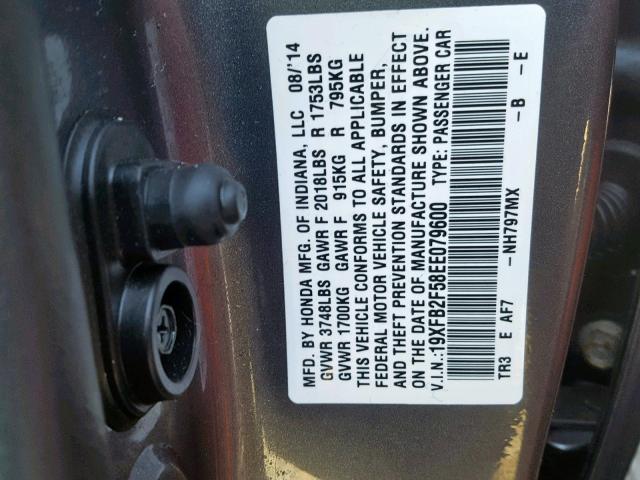 MFD. BY HONDA MFG. OF INDIANA, LLC 08/'14
GVWR 3748LBS GAWR F 2018LBS R 1753LBS
GVWR 1700KG GAWR F 915KG R 795KG
THIS VEHICLE CONFORMS TO ALL APPLICABLE
FEDERAL MOTOR VEHICLE SAFETY, BUMPER,
AND THEFT PREVENTION STANDARDS IN EFFECT
ON THE DATE OF MANUFACTURE SHOWN ABOVE.
V.I.N.:19XFB2F58EE079600 TYPE: PASSENGER CAR
TR3 E AF7 -NH797MX -B -E